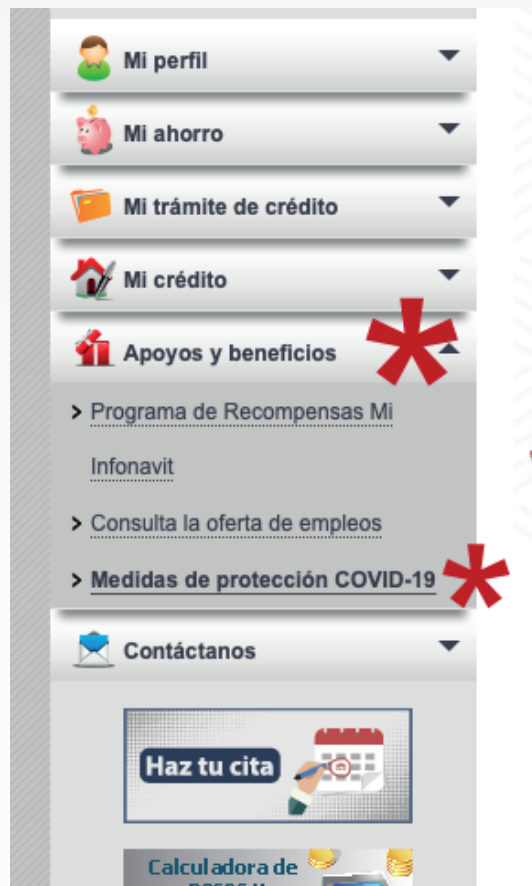 Mi perfil
Mi ahorro
Mi trámite de crédito
Mi crédito
Apoyos y beneficios
> Programa de Recompensas Mi
Infonavit
> Consulta la oferta de empleos
> Medidas de protección COVID-19
Contáctanos
Haz tu cita
Calculadora de